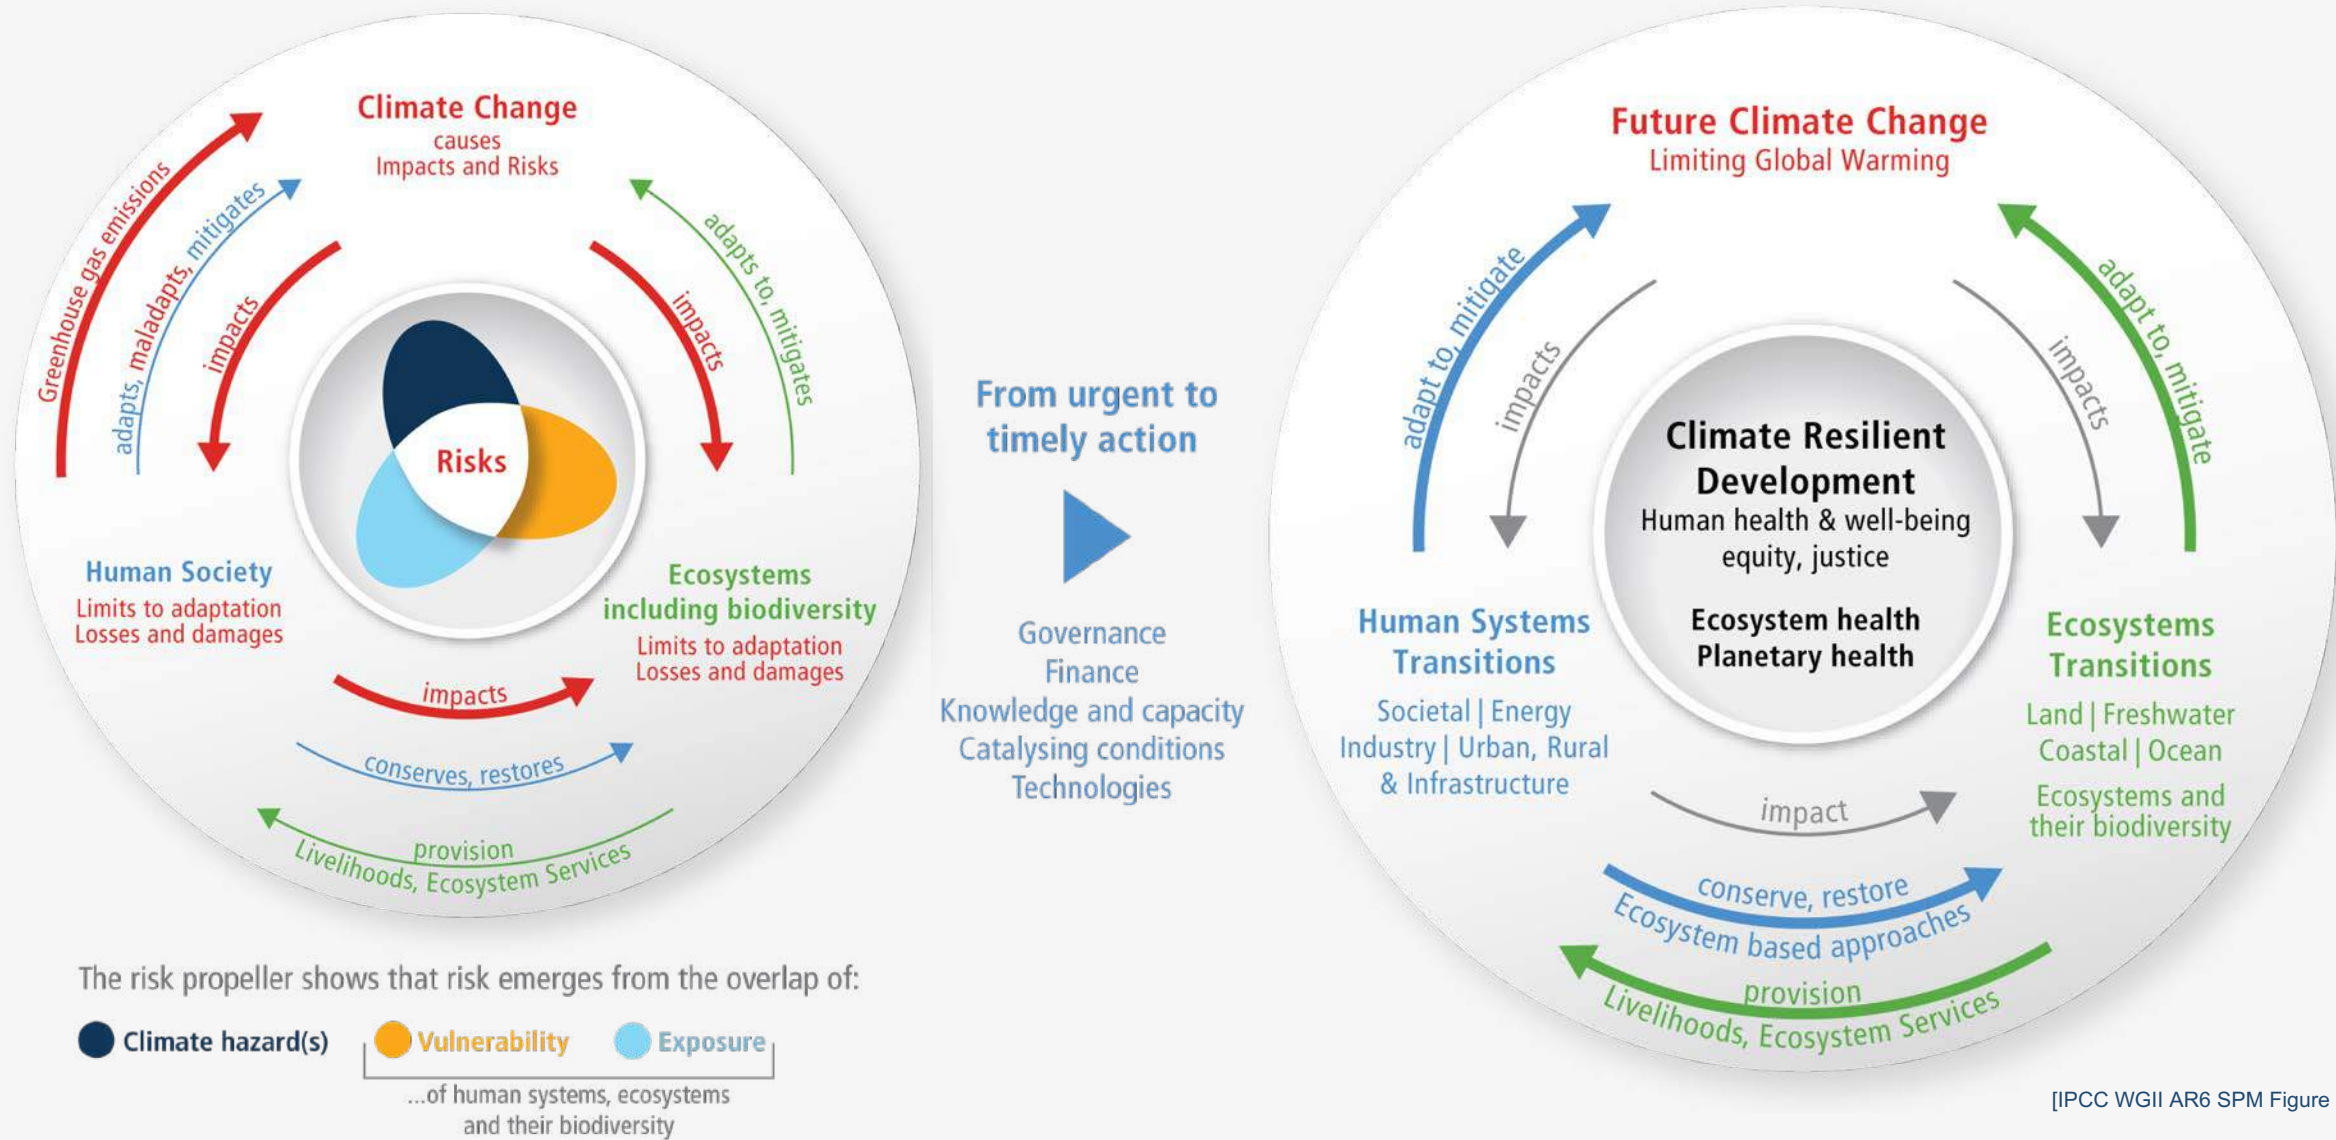 Climate Change
causes
Impacts and Risks
Greenhouse gas emissions
adapts, maladapts, mitigates
impacts
impacts
adapts to, mitigates
Risks
Human Society
Limits to adaptation
Losses and damages
Ecosystems
including biodiversity
Limits to adaptation
Losses and damages
impacts
conserves, restores
provision
Livelihoods, Ecosystem Services
The risk propeller shows that risk emerges from the overlap of:
Climate hazard(s)
Vulnerability
Exposure
...of human systems, ecosystems
and their biodiversity
From urgent to
timely action
Governance
Finance
Knowledge and capacity
Catalysing conditions
Technologies
Future Climate Change
Limiting Global Warming
adapt to, mitigate
impacts
impacts
adapt to, mitigate
Climate Resilient
Development
Human health & well-being
equity, justice
Ecosystem health
Planetary health
Human Systems
Transitions
Societal | Energy
Industry | Urban, Rural
& Infrastructure
Ecosystems
Transitions
Land | Freshwater
Coastal | Ocean
Ecosystems and
their biodiversity
impact
conserve, restore
Ecosystem based approaches
provision
Livelihoods, Ecosystem Services
[IPCC WGII AR6 SPM Figure